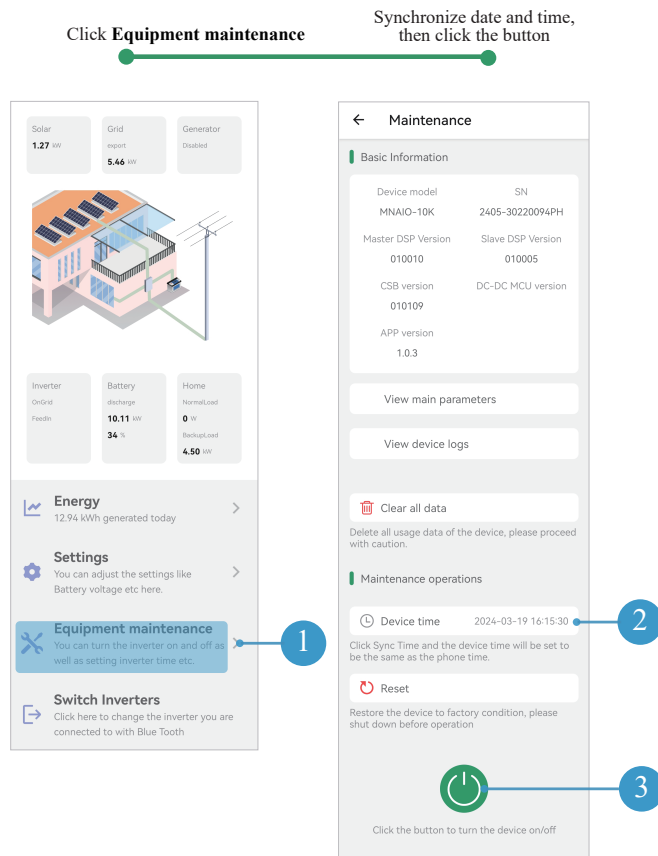 Click Equipment maintenance
Synchronize date and time,
then click the button
Solar
1.27 kW
Grid
export
5.46 kW
Generator
Disabled
Inverter
OnGrid
FeedIn
Battery
discharge
10.11 kW
34 %
Home
NormalLoad
0 W
BackupLoad
4.50 kW
Energy
12.94 kWh generated today
Settings
You can adjust the settings like
Battery voltage etc here.
Equipment maintenance
You can turn the inverter on and off as
well as setting inverter time etc.
Switch Inverters
Click here to change the inverter you are
connected to with Blue Tooth
1
Maintenance
Basic Information
Device model
MNAIO-10K
SN
2405-30220094PH
Master DSP Version
010010
Slave DSP Version
010005
CSB version
010109
DC-DC MCU version
APP version
1.0.3
View main parameters
View device logs
Clear all data
Delete all usage data of the device, please proceed
with caution.
Maintenance operations
Device time 2024-03-19 16:15:30
2
Click Sync Time and the device time will be set to
be the same as the phone time.
Reset
Restore the device to factory condition, please
shut down before operation
3
Click the button to turn the device on/off